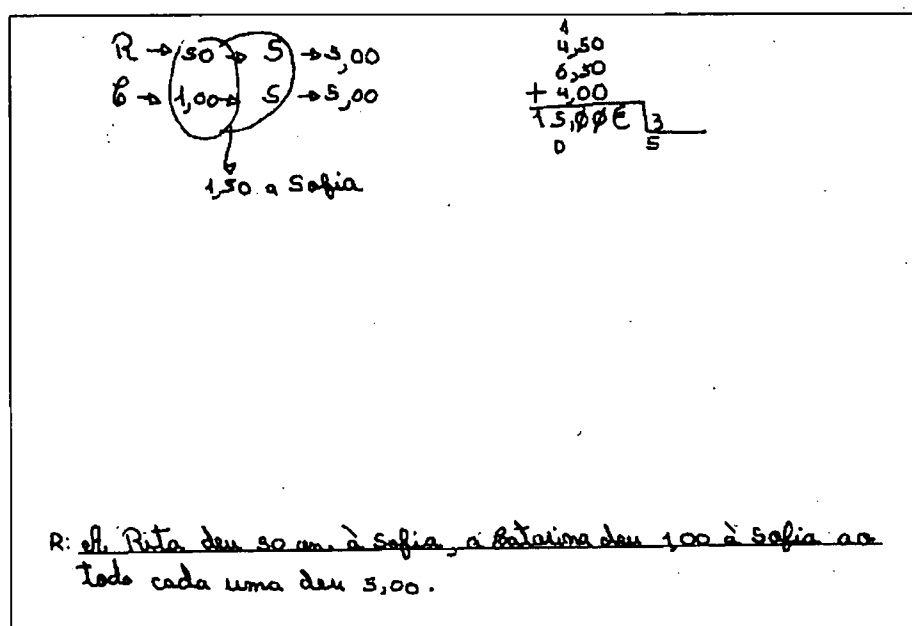 R → 50 → S → 5,00
C → 1,00 → S → 5,00
1,50 a Sofia
1
4,50
6,50
+ 4,00
15,00€ 3
0 5
R: A Rita deu 50 cn. à Sofia, a Catarina deu 1,00 à Sofia ao
todo cada uma deu 5,00.